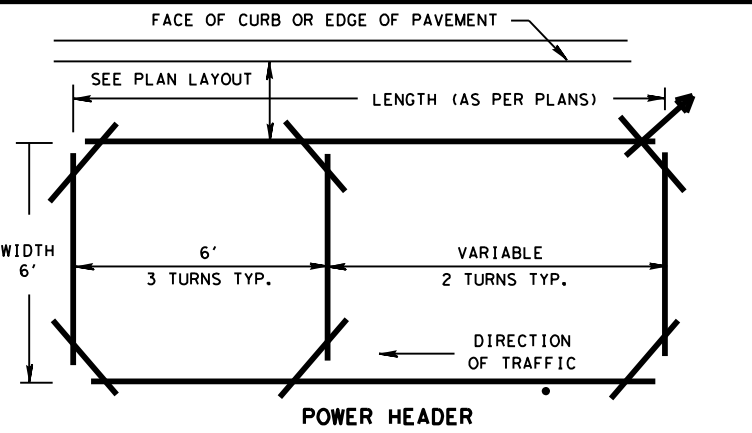 FACE OF CURB OR EDGE OF PAVEMENT
SEE PLAN LAYOUT
LENGTH (AS PER PLANS)
WIDTH
6'
6'
3 TURNS TYP.
VARIABLE
2 TURNS TYP.
DIRECTION
OF TRAFFIC
POWER HEADER